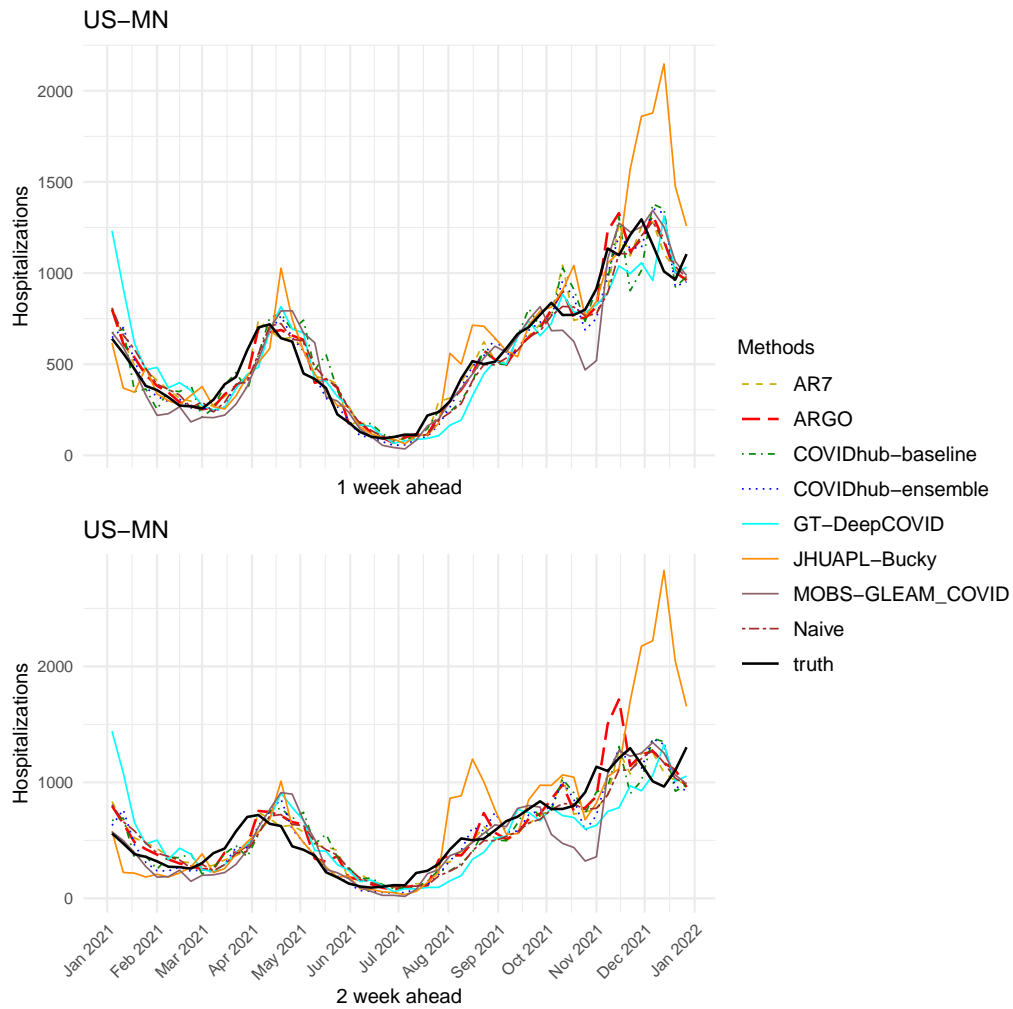 US−MN
2000
1500
1000
500
0
Hospitalizations
1 week ahead
US−MN
2000
1000
0
Hospitalizations
Jan 2021
Feb 2021
Mar 2021
Apr 2021
May 2021
Jun 2021
Jul 2021
Aug 2021
Sep 2021
Oct 2021
Nov 2021
Dec 2021
Jan 2022
2 week ahead
Methods
AR7
ARGO
COVIDhub−baseline
COVIDhub−ensemble
GT−DeepCOVID
JHUAPL−Bucky
MOBS−GLEAM_COVID
Naive
truth